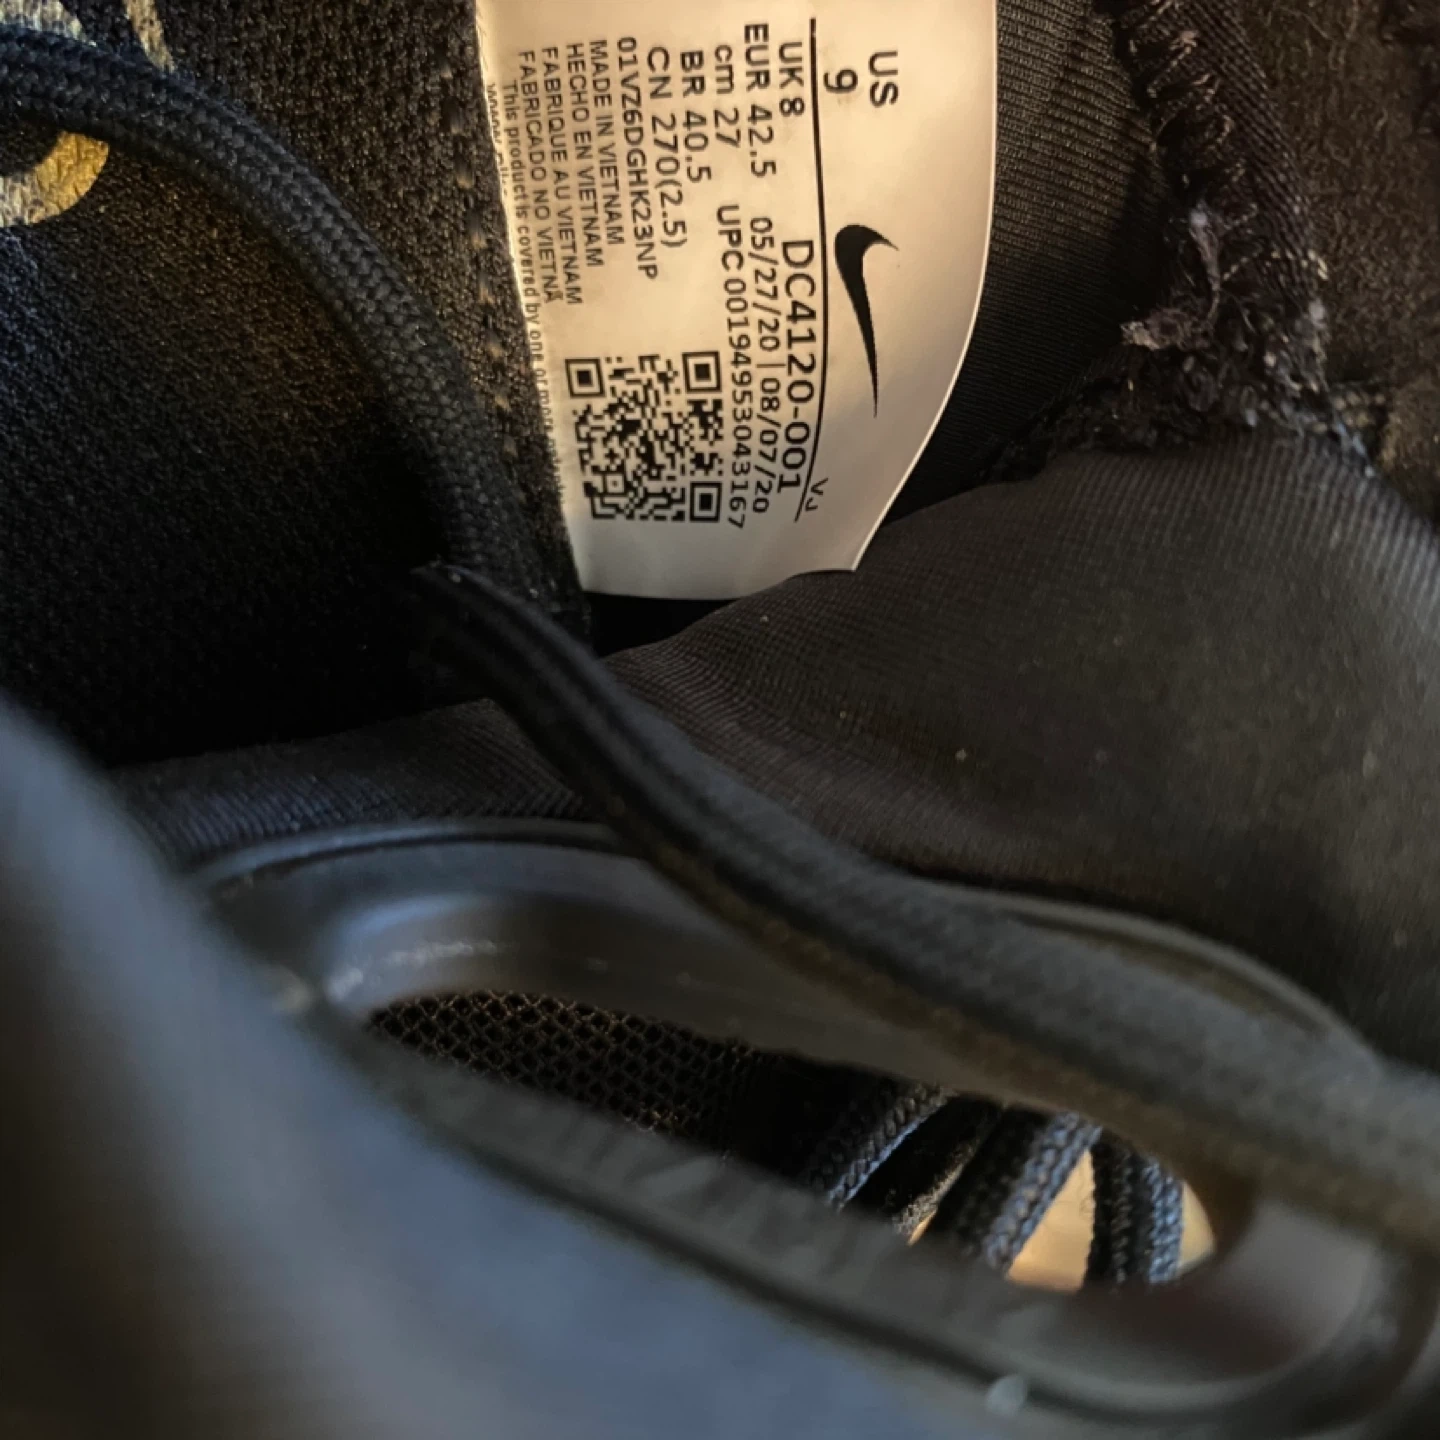 US
9
UK 8
EUR 42.5
cm 27
BR 40.5
CN 270(2.5)
DC4120-001 VJ
05/27/20 | 08/07/20
UPC 00194953043167
01VZ6DGHK23NP
MADE IN VIETNAM
HECHO EN VIETNAM
FABRIQUE AU VIETNAM
FABRICADO NO VIETNÃ
This product is covered by one or more